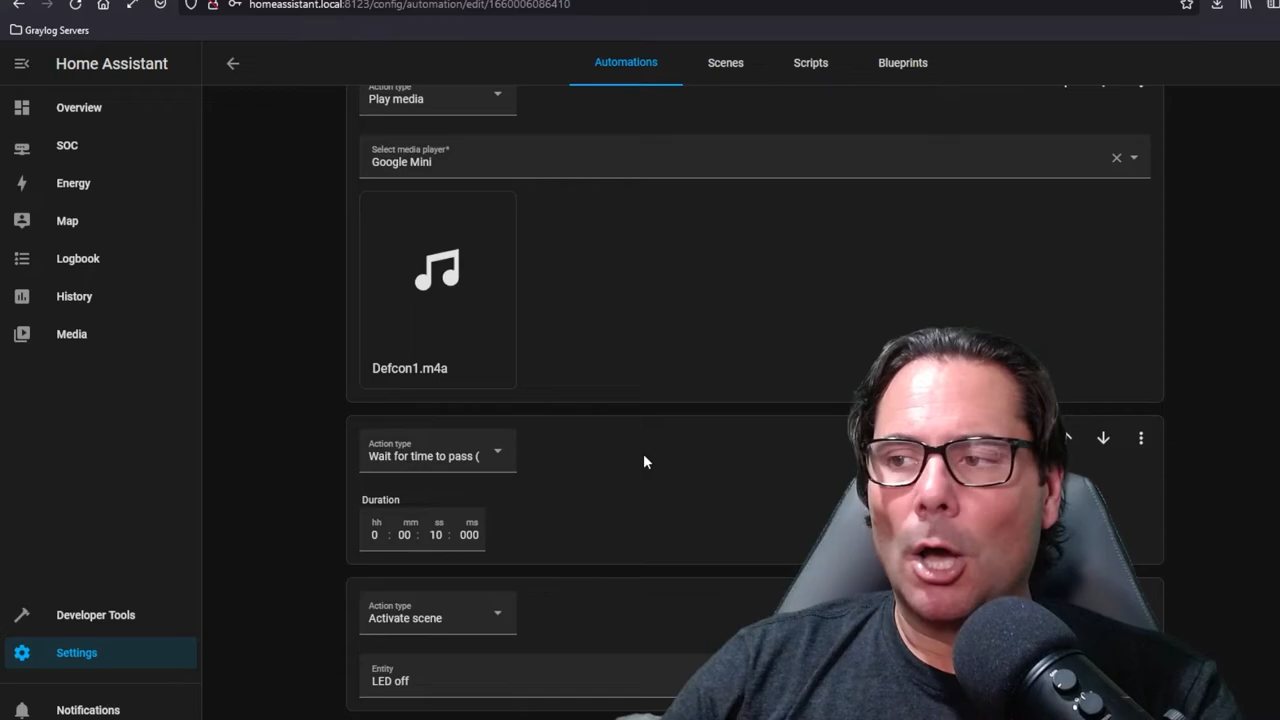 homeassistant.local:8123/config/automation/edit/1660006086410
Graylog Servers
Home Assistant
Automations
Scenes
Scripts
Blueprints
Overview
SOC
Energy
Map
Logbook
History
Media
Developer Tools
Settings
Notifications
Action type
Play media
Select media player*
Google Mini
Defcon1.m4a
Action type
Wait for time to pass (
Duration
hh mm ss ms
0 : 00 : 10 : 000
Action type
Activate scene
Entity
LED off